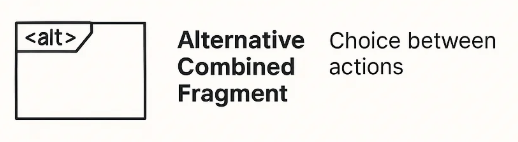 <alt>
Alternative Choice between
Combined actions
Fragment